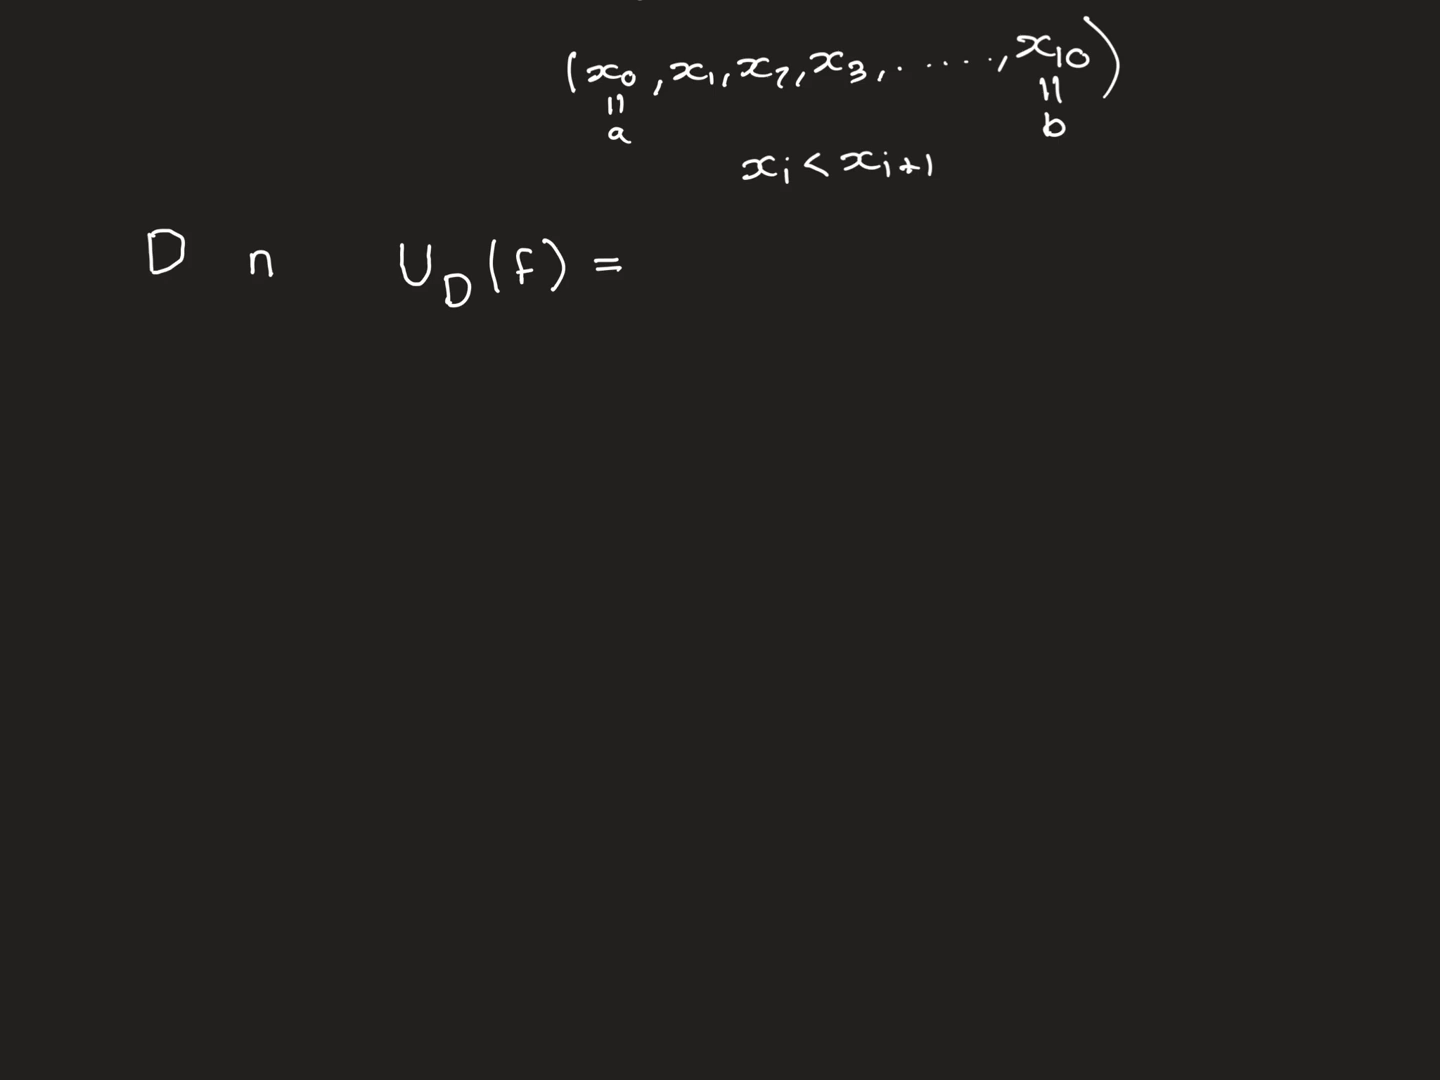 (x₀, x₁, x₂, x₃, ....., x₁₀)
= =
a b
xᵢ < xᵢ₊₁
D n U_D(f) =